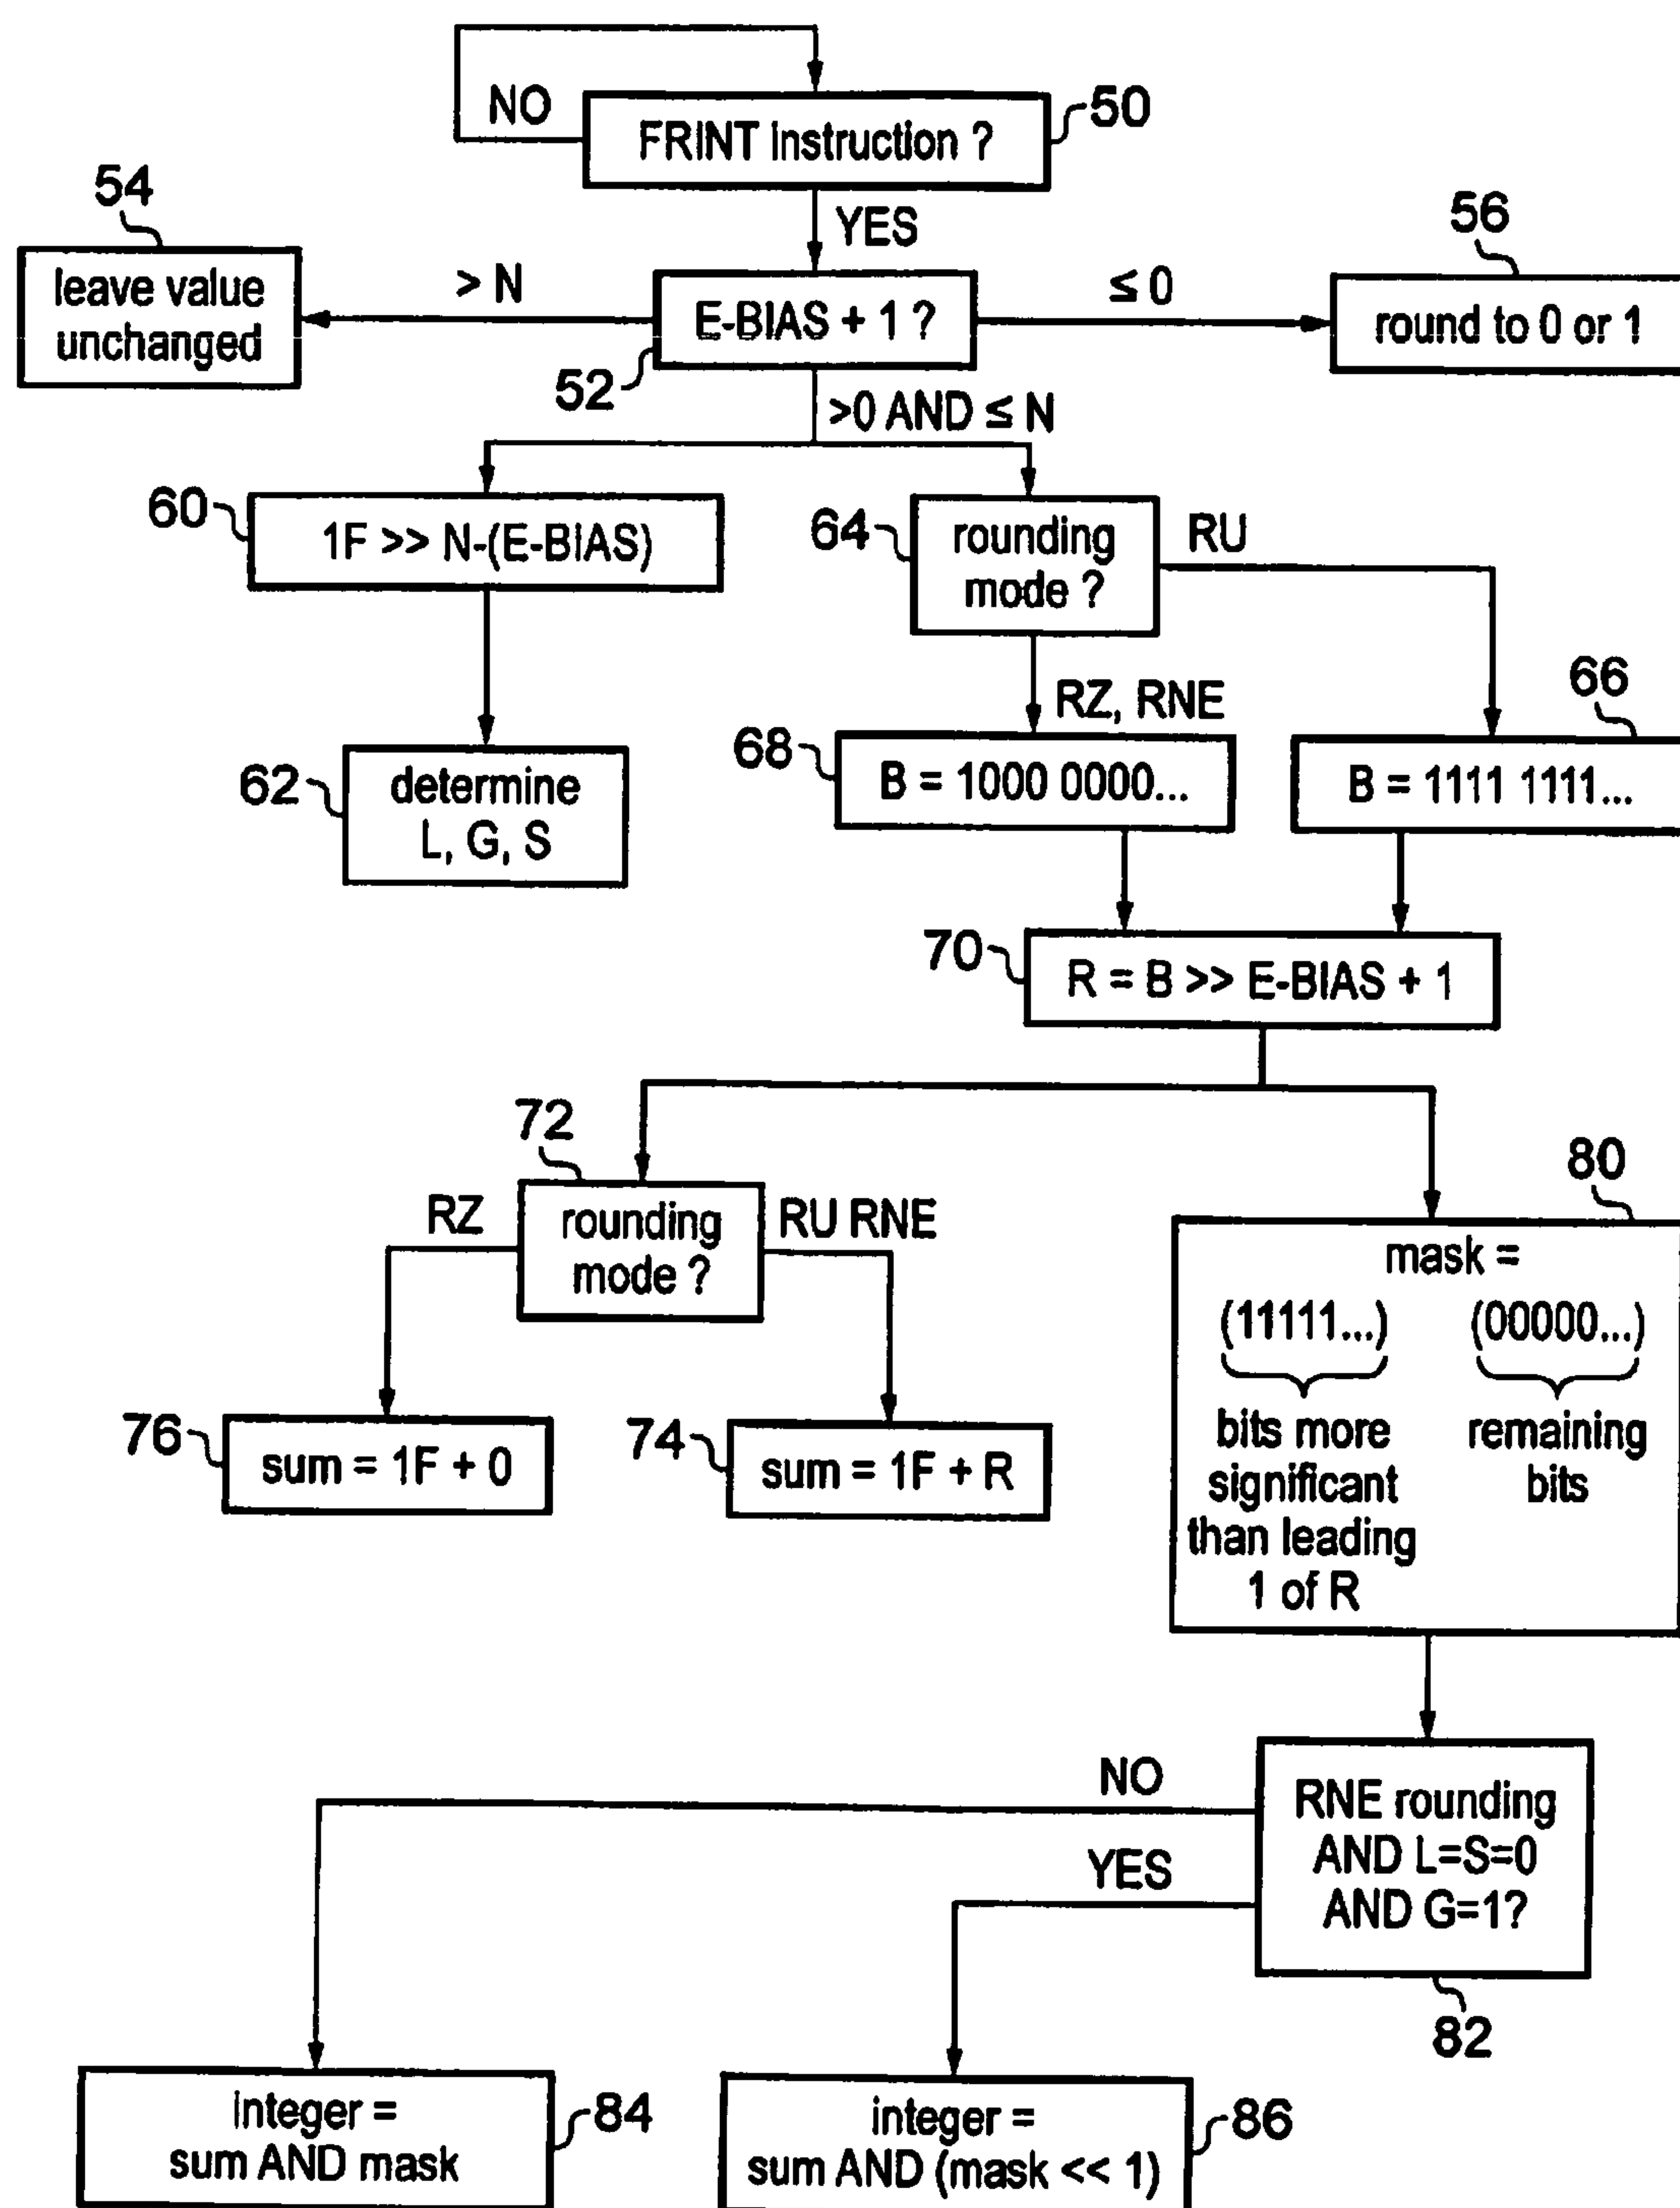 NO
FRINT instruction ?
50
YES
54
leave value
unchanged
> N
E-BIAS + 1 ?
52
≤ 0
56
round to 0 or 1
>0 AND ≤ N
60
1F >> N-(E-BIAS)
64
rounding
mode ?
RU
62
determine
L, G, S
RZ, RNE
68
B = 1000 0000...
66
B = 1111 1111...
70
R = B >> E-BIAS + 1
72
RZ
rounding
mode ?
RU RNE
76
sum = 1F + 0
74
sum = 1F + R
80
mask =
(11111...) (00000...)
bits more
significant
than leading
1 of R
remaining
bits
NO
YES
RNE rounding
AND L=S=0
AND G=1?
82
integer =
sum AND mask
84
integer =
sum AND (mask << 1)
86